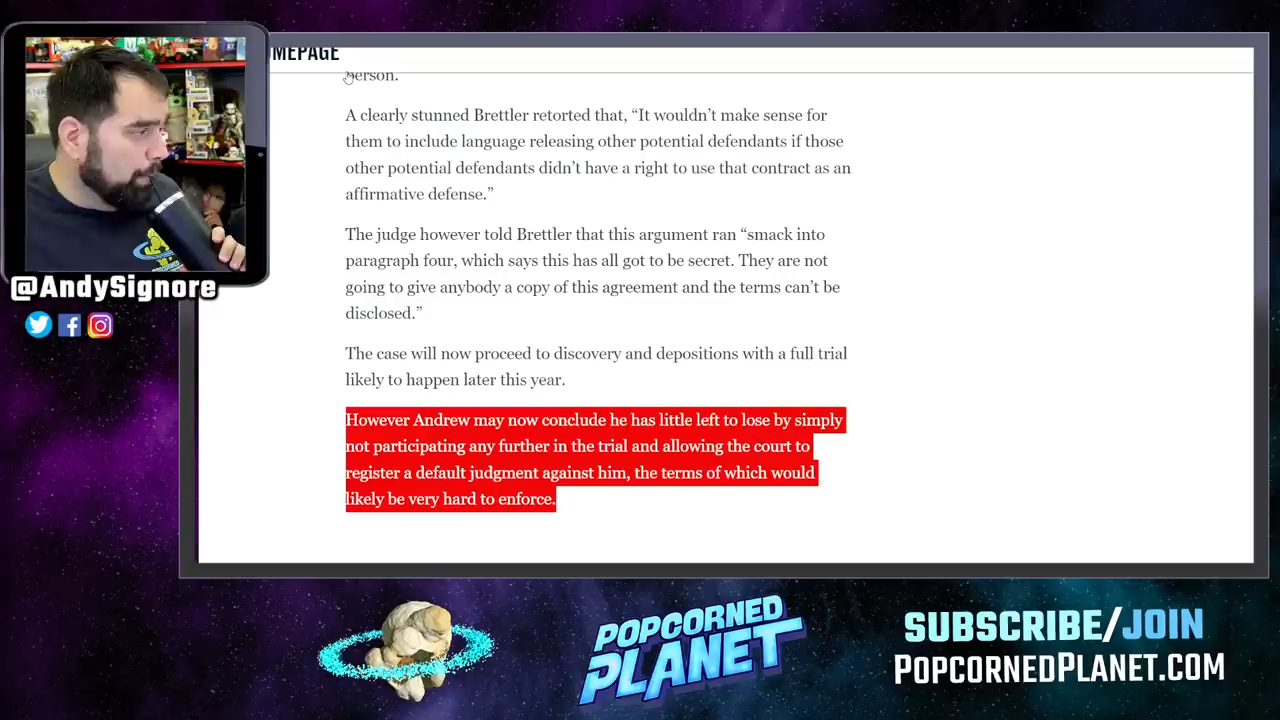 OMEPAGE
person.
A clearly stunned Brettler retorted that, “It wouldn’t make sense for
them to include language releasing other potential defendants if those
other potential defendants didn’t have a right to use that contract as an
affirmative defense.”
The judge however told Brettler that this argument ran “smack into
paragraph four, which says this has all got to be secret. They are not
going to give anybody a copy of this agreement and the terms can’t be
disclosed.”
The case will now proceed to discovery and depositions with a full trial
likely to happen later this year.
However Andrew may now conclude he has little left to lose by simply
not participating any further in the trial and allowing the court to
register a default judgment against him, the terms of which would
likely be very hard to enforce.
@AndySignore
POPCORNED
PLANET
SUBSCRIBE/JOIN
POPCORNEDPLANET.COM